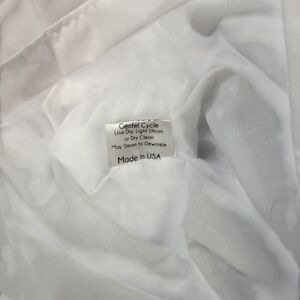 Gentel Cycle
Line Dry, Light Steam
or Dry Clean
May Steam to Dewrinkle
Made in USA